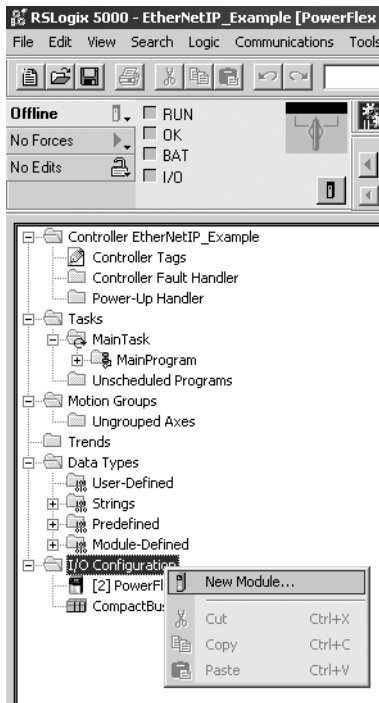 RSLogix 5000 - EtherNetIP_Example [PowerFlex
File Edit View Search Logic Communications Tools
Offline
RUN
No Forces
OK
No Edits
BAT
I/O
Controller EtherNetIP_Example
Controller Tags
Controller Fault Handler
Power-Up Handler
Tasks
MainTask
MainProgram
Unscheduled Programs
Motion Groups
Ungrouped Axes
Trends
Data Types
User-Defined
Strings
Predefined
Module-Defined
I/O Configuration
New Module...
[2] PowerFl
CompactBu
Cut Ctrl+X
Copy Ctrl+C
Paste Ctrl+V